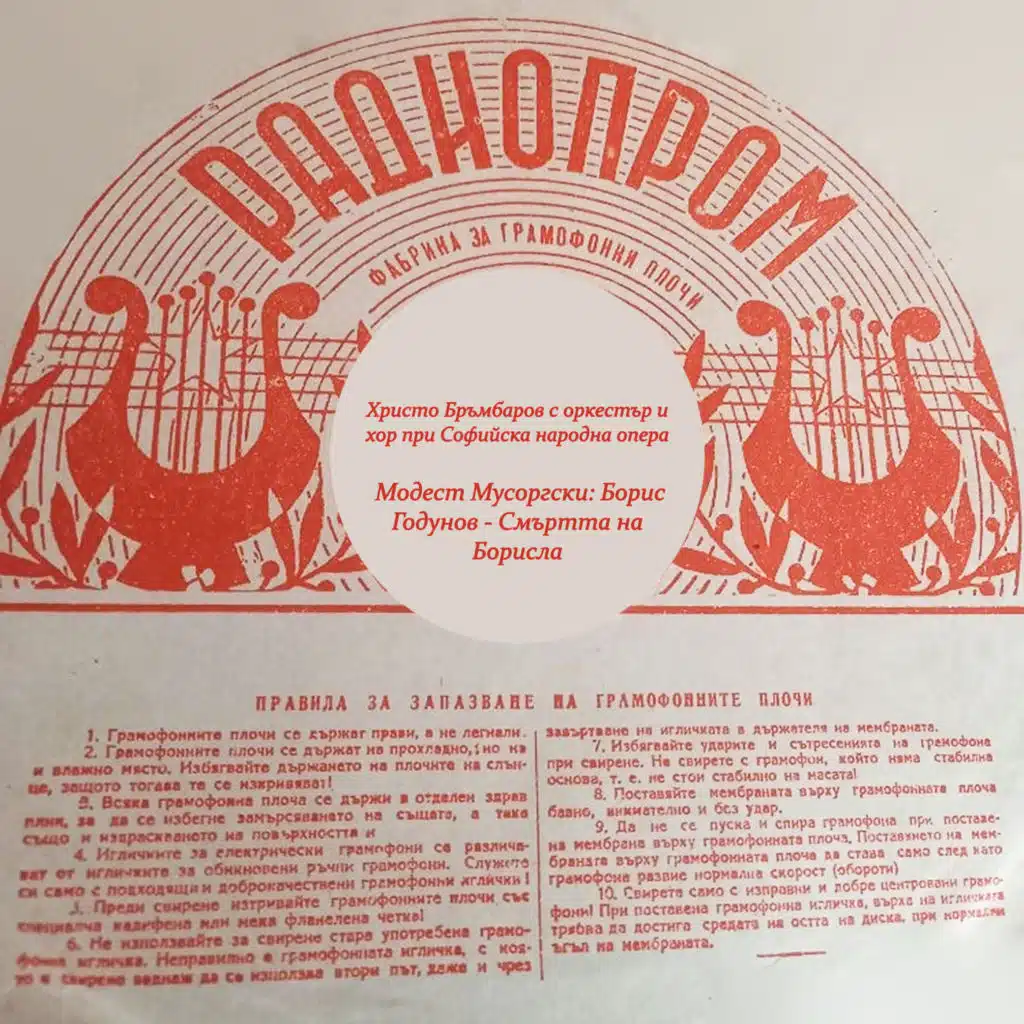 РАДИОПРОМ
ФАБРИКА ЗА ГРАМОФОННИ ПЛОЧИ
Христо Бръмбаров с оркестър и
хор при Софийска народна опера
Модест Мусоргски: Борис
Годунов - Смъртта на
Борисла
ПРАВИЛА ЗА ЗАПАЗВАНЕ НА ГРАМОФОННИТЕ ПЛОЧИ
1. Грамофонните плочи се държат прави, а не легнали.
2. Грамофонните плочи се държат на прохладно, но на
и влажно място. Избягвайте държането на плочите на слън-
це, защото тогава те се изкривяват!
3. Всяка грамофонна плоча се държи в отделен здрав
плик, за да се избегне замърсяването на същата, а така
също и издраскването на повърхността и
4. Игличките за електрически грамофони се различа-
ват от игличките за обикновени ръчни грамофони. Служете
си само с подходящи и доброкачествени грамофонни иглички!
5. Преди свирене изтривайте грамофонните плочи със
специална кадифена или мека фланелена четка!
6. Не използвайте за свирене стара употребена грамо-
фонна игличка. Неправилно е грамофонната игличка, с коя-
то е свирено веднаж да се използва втори път, даже и чрез
завъртване на игличката в държателя на мембраната.
7. Избягвайте ударите и сътресенията на грамофона
при свирене. Не свирете с грамофон, който няма стабилна
основа, т. е. не стои стабилно на масата!
8. Поставяйте мембраната върху грамофонната плоча
бавно, внимателно и без удар.
9. Да не се пуска и спира грамофона при поставе-
на мембрана върху грамофонната плоча. Поставянето на мем-
браната върху грамофонната плоча да става само след като
грамофона развие нормална скорост (обороти)
10. Свирете само с изправни и добре центровани грамо-
фони! При поставена грамофонна игличка, върха на игличката
трябва да достига средата на остта на диска, при нормален
ъгъл на мембраната.